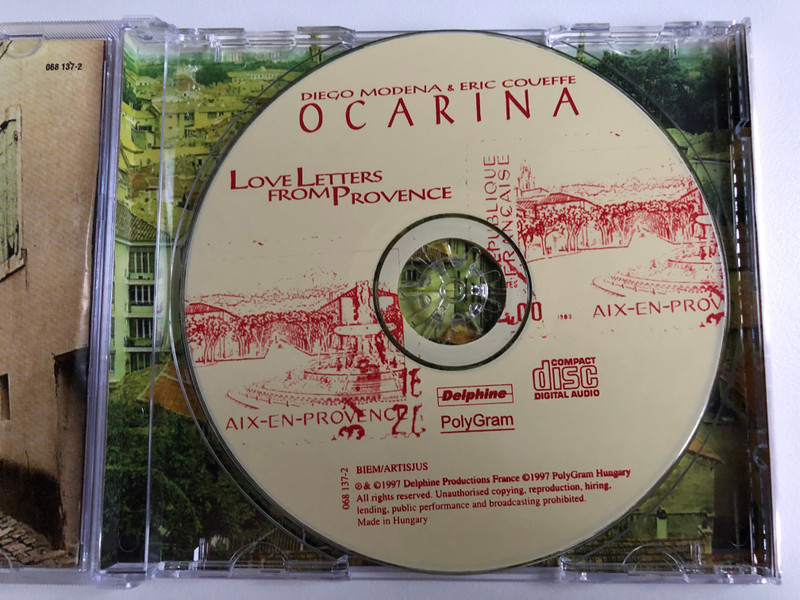 068 137-2
DIEGO MODENA & ERIC COUEFFE
OCARINA
LOVE LETTERS
FROM PROVENCE
RÉPUBLIQUE
FRANÇAISE
1983
AIX-EN-PROV
AIX-EN-PROVENCE
Delphine
PolyGram
COMPACT
disc
DIGITAL AUDIO
068 137-2
BIEM/ARTISJUS
℗ & ©1997 Delphine Productions France ©1997 PolyGram Hungary
All rights reserved. Unauthorised copying, reproduction, hiring,
lending, public performance and broadcasting prohibited.
Made in Hungary